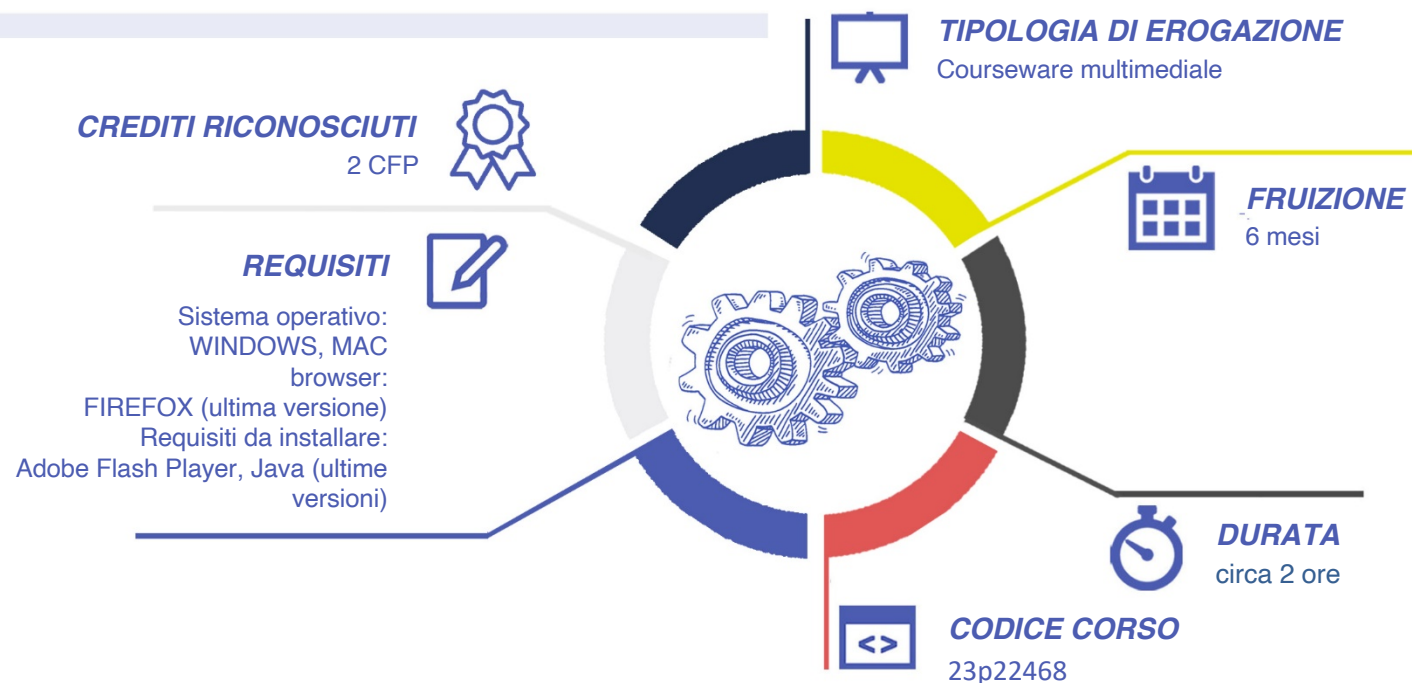 TIPOLOGIA DI EROGAZIONE
Courseware multimediale
CREDITI RICONOSCIUTI
2 CFP
FRUIZIONE
6 mesi
REQUISITI
Sistema operativo:
WINDOWS, MAC
browser:
FIREFOX (ultima versione)
Requisiti da installare:
Adobe Flash Player, Java (ultime
versioni)
DURATA
circa 2 ore
<>
CODICE CORSO
23p22468